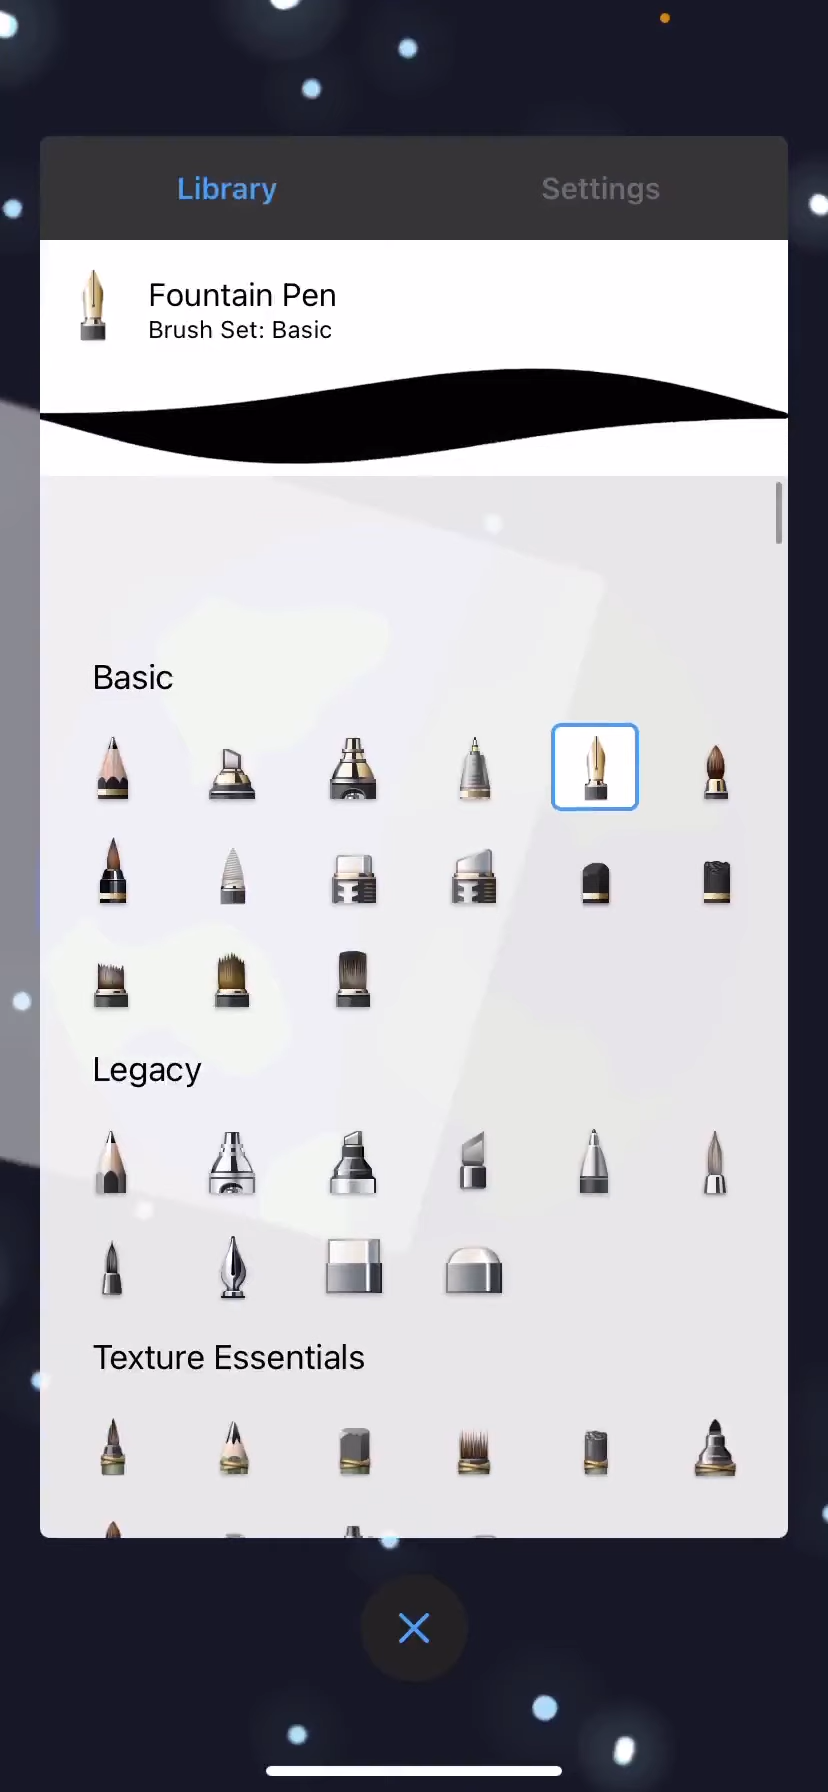 Library
Settings
Fountain Pen
Brush Set: Basic
Basic
Legacy
Texture Essentials